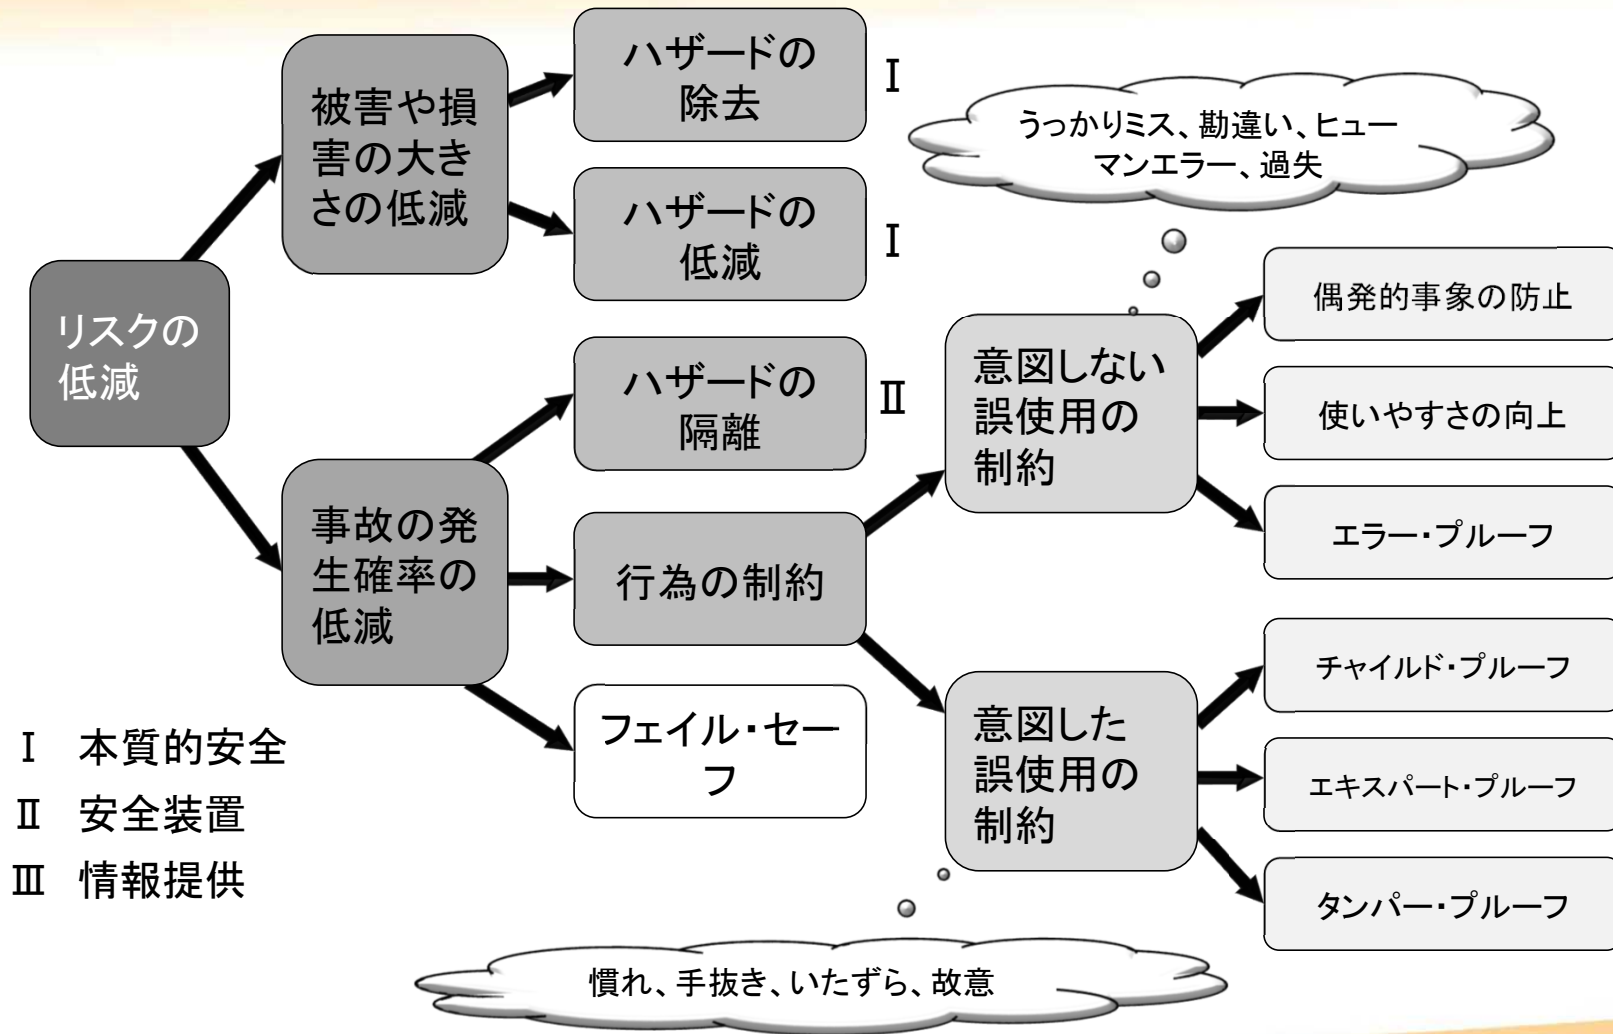 リスクの
低減
被害や損
害の大き
さの低減
事故の発
生確率の
低減
ハザードの
除去
Ⅰ
ハザードの
低減
Ⅰ
ハザードの
隔離
Ⅱ
行為の制約
フェイル・セー
フ
うっかりミス、勘違い、ヒュー
マンエラー、過失
意図しない
誤使用の
制約
意図した
誤使用の
制約
偶発的事象の防止
使いやすさの向上
エラー・プルーフ
チャイルド・プルーフ
エキスパート・プルーフ
タンパー・プルーフ
慣れ、手抜き、いたずら、故意
Ⅰ 本質的安全
Ⅱ 安全装置
Ⅲ 情報提供